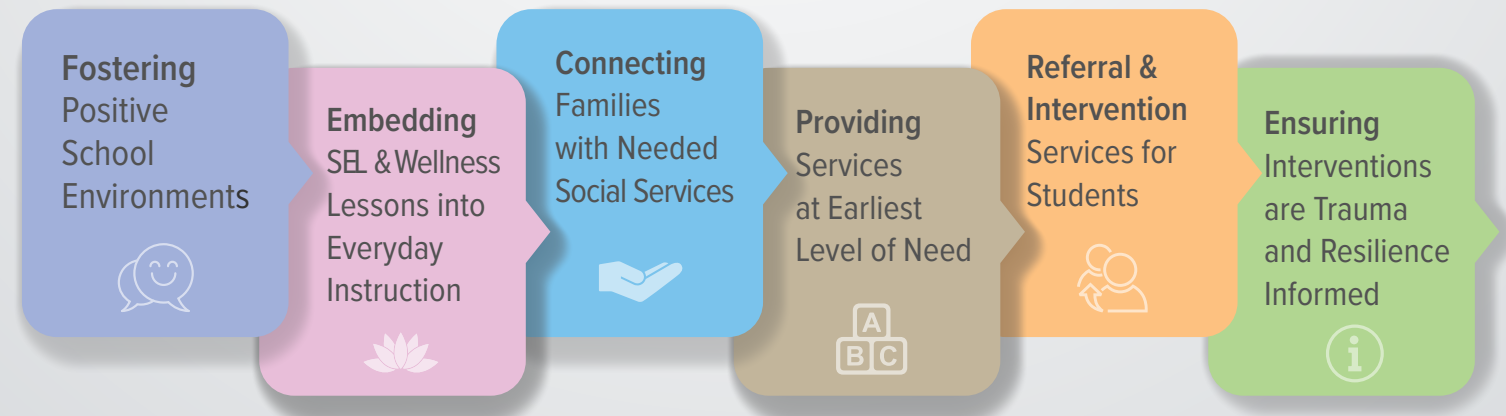 Fostering
Positive
School
Environments
Embedding
SEL & Wellness
Lessons into
Everyday
Instruction
Connecting
Families
with Needed
Social Services
Providing
Services
at Earliest
Level of Need
A
B C
Referral &
Intervention
Services for
Students
Ensuring
Interventions
are Trauma
and Resilience
Informed
i